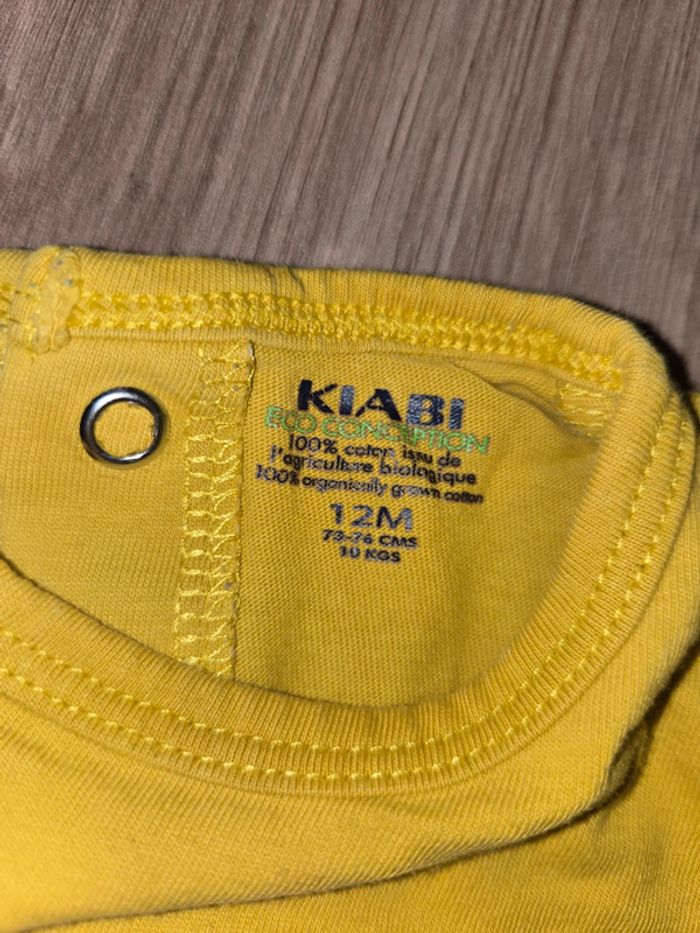 KIABI
ECO CONCEPTION
100% coton issu de
l'agriculture biologique
100% organically grown cotton
12M
73-76 CMS
10 KGS